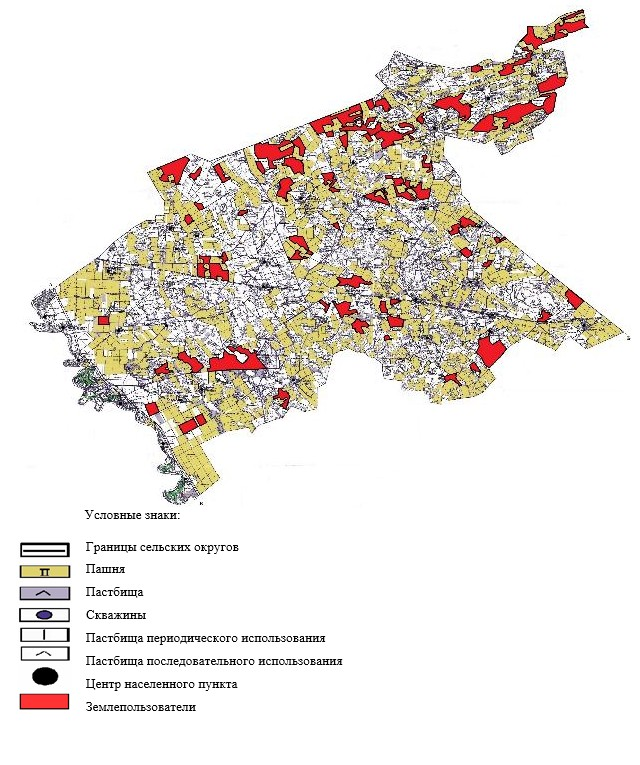 Условные знаки:
Границы сельских округов
П
Пашня
Пастбища
Скважины
Пастбища периодического использования
Пастбища последовательного использования
Центр населенного пункта
Землепользователи